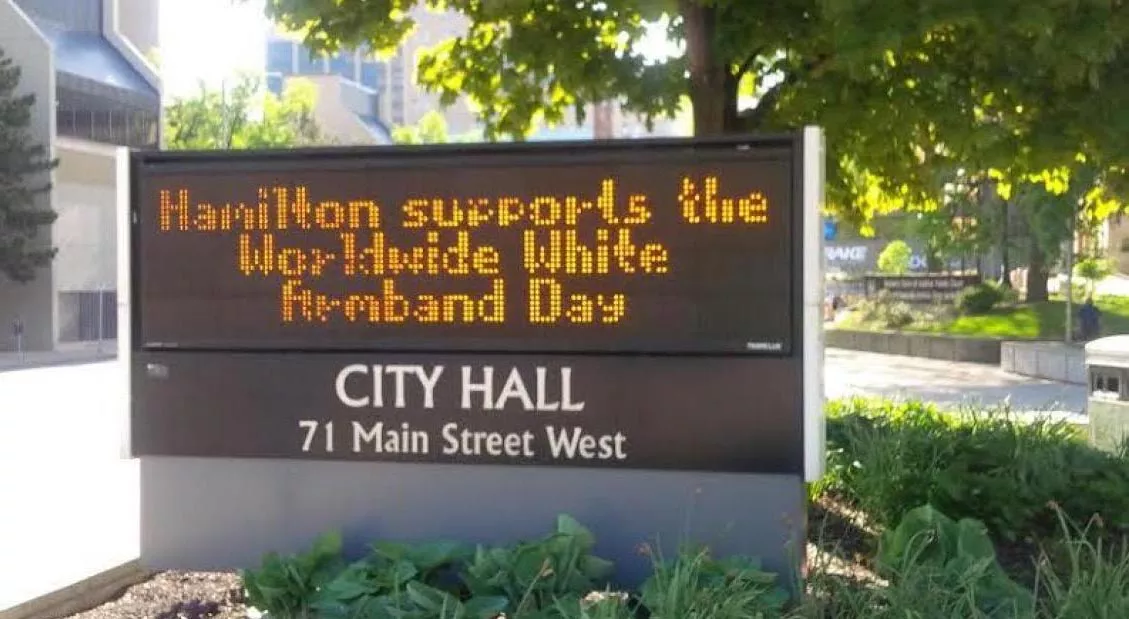 Hamilton supports the
Worldwide White
Armband Day
CITY HALL
71 Main Street West